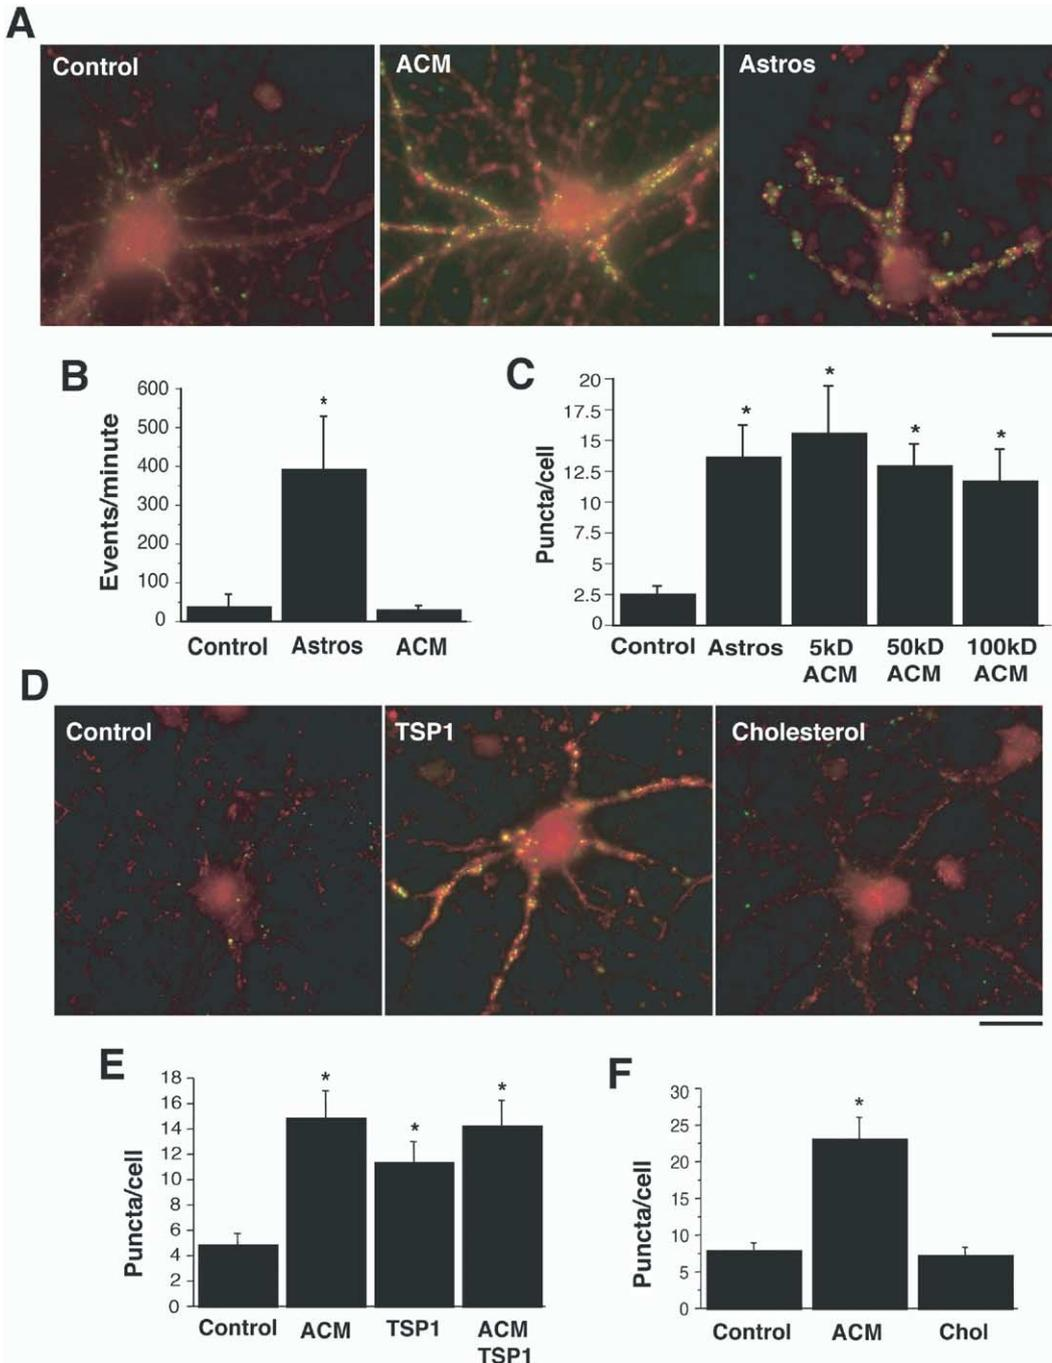 A
Control ACM Astros
B
600
500
400
300
200
100
0
Events/minute
*
Control Astros ACM
C
20
17.5
15
12.5
10
7.5
5
2.5
0
Puncta/cell
* * * *
Control Astros 5kD 50kD 100kD
ACM ACM ACM
D
Control TSP1 Cholesterol
E
18
16
14
12
10
8
6
4
2
0
Puncta/cell
* * *
Control ACM TSP1 ACM
TSP1
F
30
25
20
15
10
5
0
Puncta/cell
*
Control ACM Chol